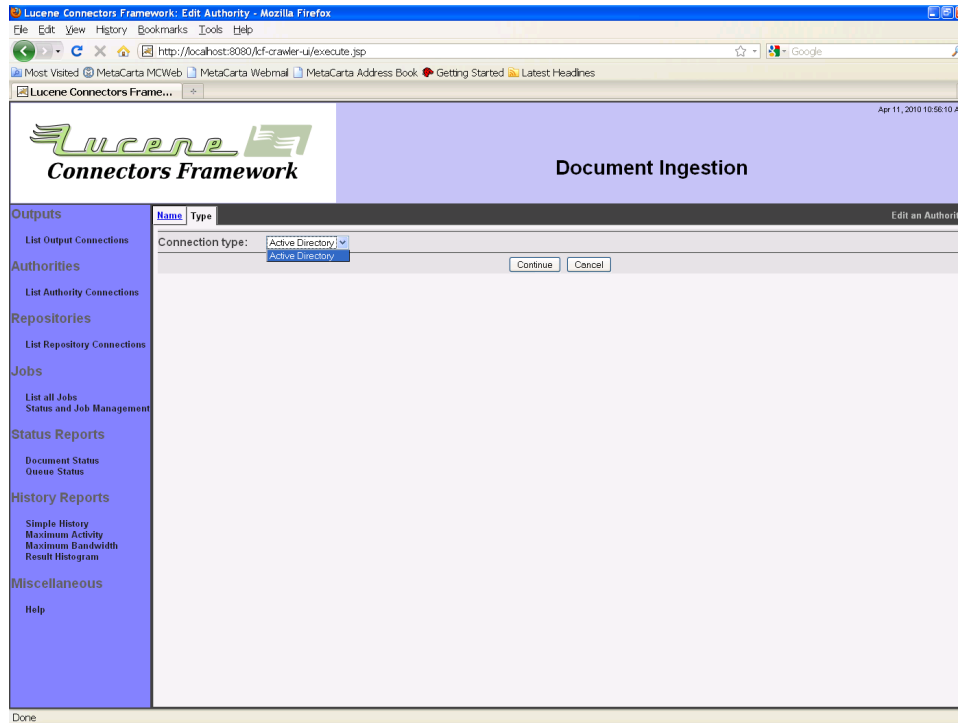 Lucene Connectors Framework: Edit Authority - Mozilla Firefox
File Edit View History Bookmarks Tools Help
http://localhost:8080/lcf-crawler-ui/execute.jsp
Google
Most Visited MetaCarta MCWeb MetaCarta Webmail MetaCarta Address Book Getting Started Latest Headlines
Lucene Connectors Frame...
Apr 11, 2010 10:56:10 A
Lucene
Connectors Framework
Document Ingestion
Outputs
List Output Connections
Authorities
List Authority Connections
Repositories
List Repository Connections
Jobs
List all Jobs
Status and Job Management
Status Reports
Document Status
Queue Status
History Reports
Simple History
Maximum Activity
Maximum Bandwidth
Result Histogram
Miscellaneous
Help
Name Type
Edit an Authorit
Connection type: Active Directory
Active Directory
Continue Cancel
Done